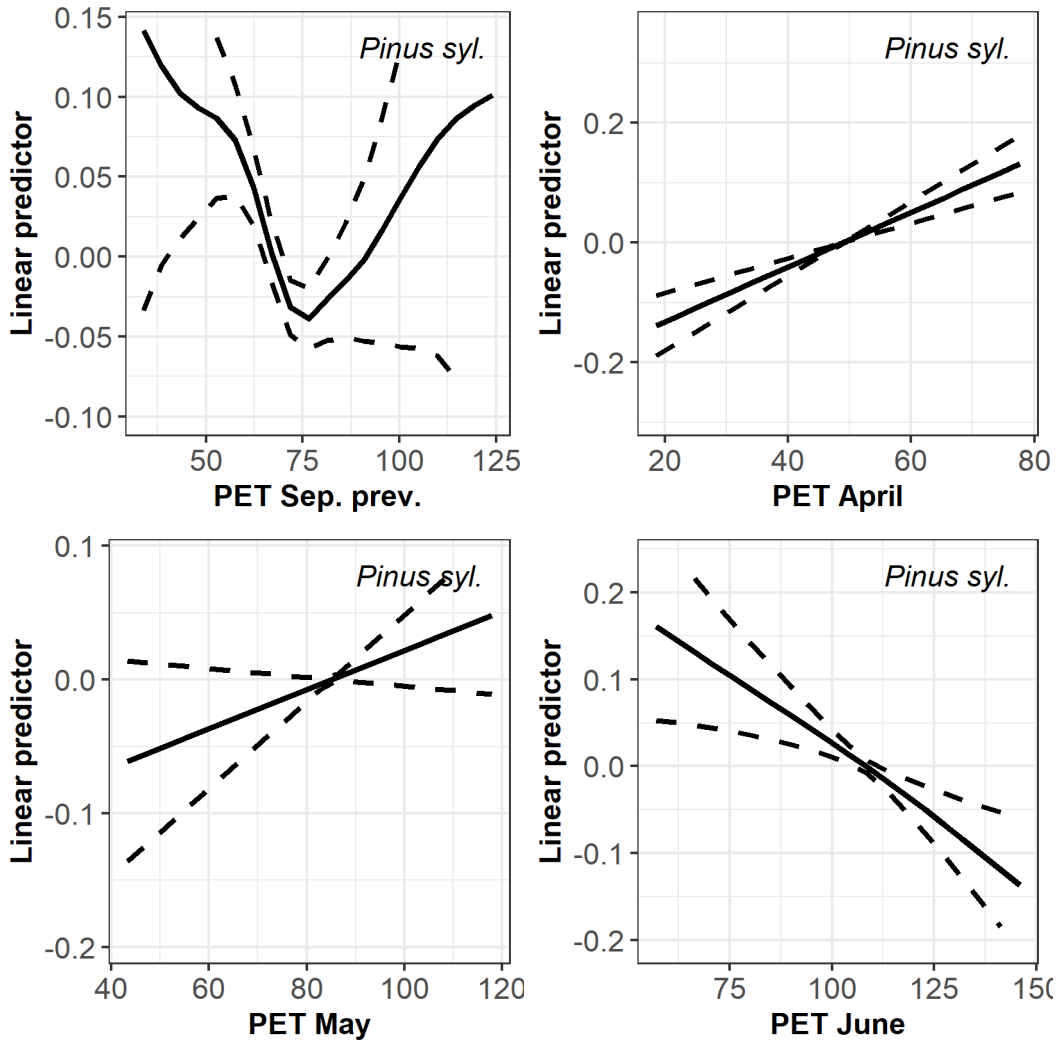 Linear predictor
0.15
0.10
0.05
0.00
-0.05
-0.10
Pinus syl.
50
75
100
125
PET Sep. prev.
Linear predictor
0.2
0.0
-0.2
Pinus syl.
20
40
60
80
PET April
Linear predictor
0.1
0.0
-0.1
-0.2
Pinus syl.
40
60
80
100
120
PET May
Linear predictor
0.2
0.1
0.0
-0.1
-0.2
Pinus syl.
75
100
125
150
PET June